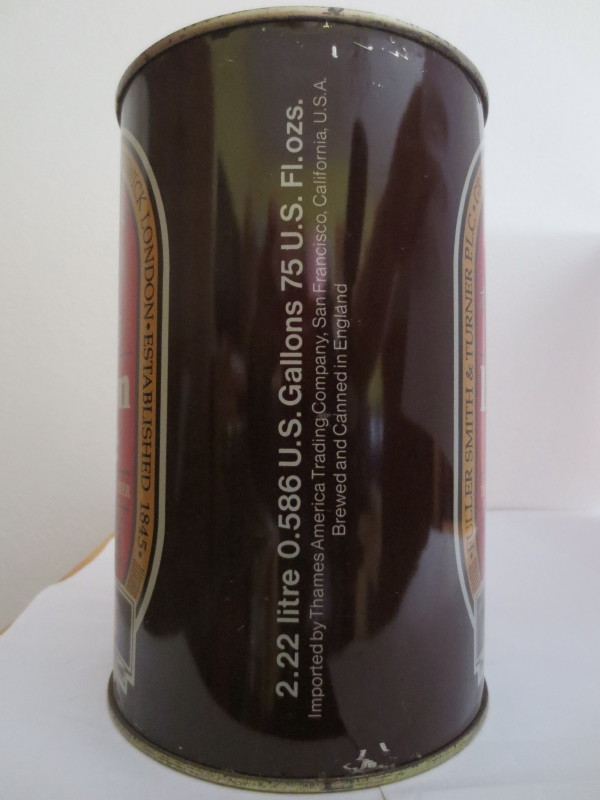 2.22 litre 0.586 U.S. Gallons 75 U.S. Fl.ozs.
Imported by Thames America Trading Company, San Francisco, California, U.S.A.
Brewed and Canned in England
LONDON • ESTABLISHED 1845 •
FULLER SMITH & TURNER PLC •